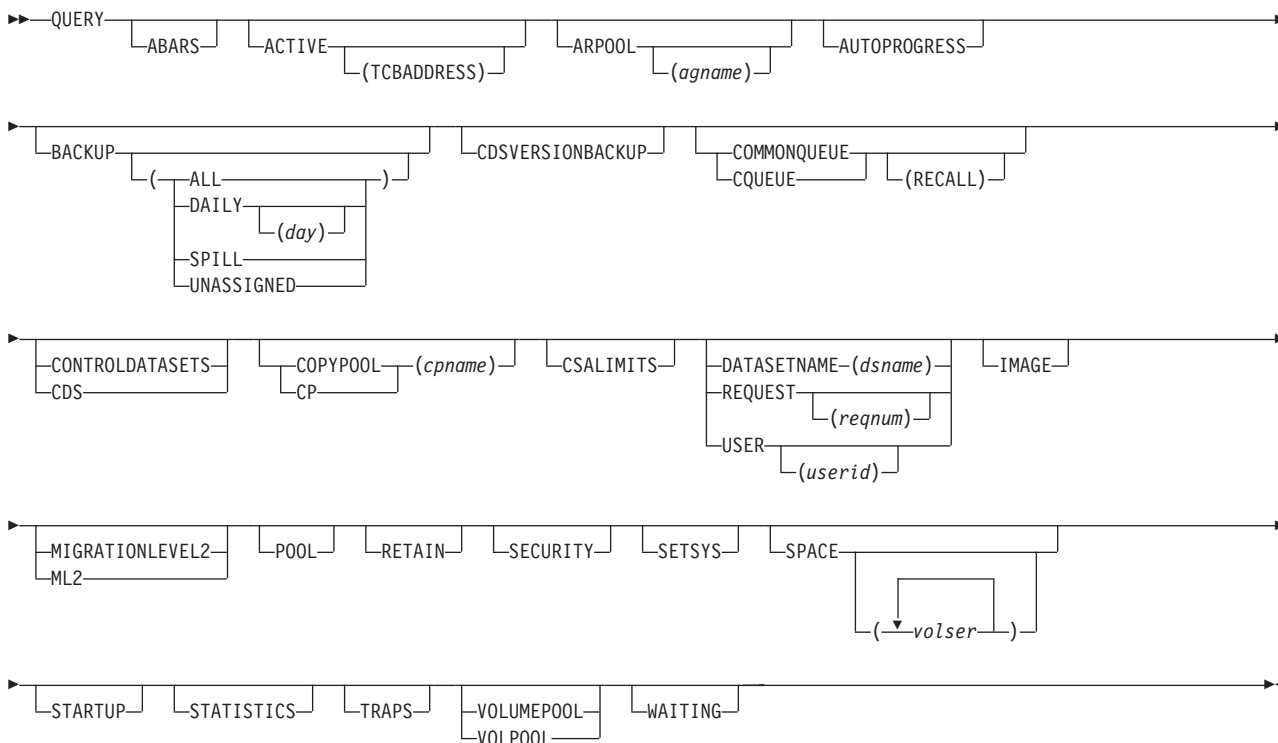 QUERY ABARS ACTIVE (TCBADDRESS) ARPOOL (agname) AUTOPROGRESS
BACKUP ( ALL ) CDSVERSIONBACKUP COMMONQUEUE (RECALL)
DAILY (day) CQUEUE
SPILL
UNASSIGNED
CONTROLDATASETS COPYPOOL (cpname) CSALIMITS DATASETNAME (dsname) IMAGE
CDS CP REQUEST (reqnum)
USER (userid)
MIGRATIONLEVEL2 POOL RETAIN SECURITY SETSYS SPACE ( volser )
ML2
STARTUP STATISTICS TRAPS VOLUMEPOOL WAITING
VOLPOOL